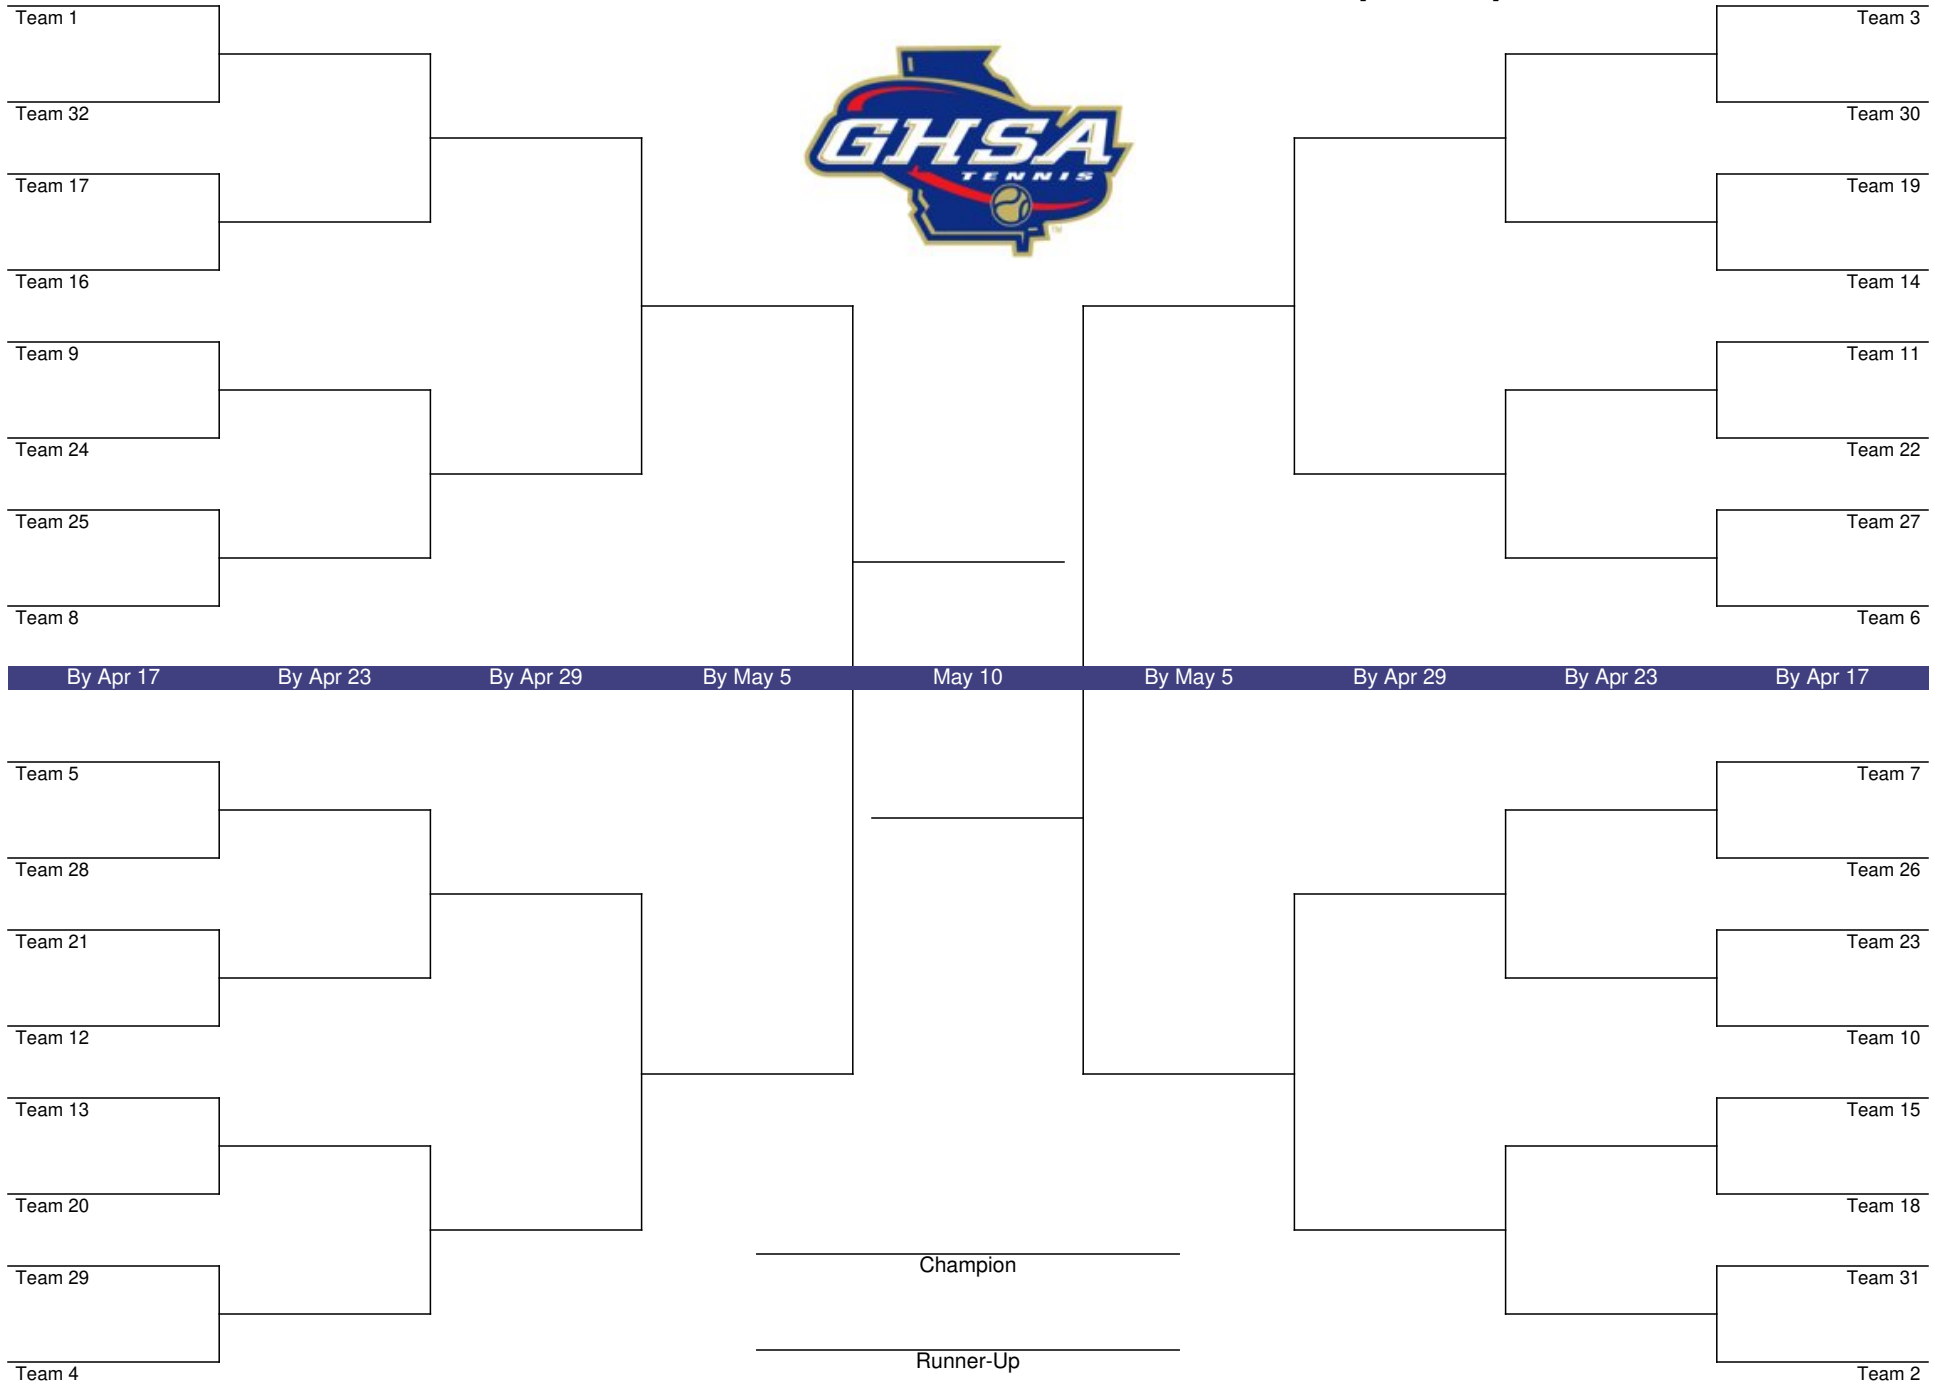 Team 1
Team 32
Team 17
Team 16
Team 9
Team 24
Team 25
Team 8
Team 3
Team 30
Team 19
Team 14
Team 11
Team 22
Team 27
Team 6
GHSA
TENNIS
TM
By Apr 17 By Apr 23 By Apr 29 By May 5 May 10 By May 5 By Apr 29 By Apr 23 By Apr 17
Team 5
Team 28
Team 21
Team 12
Team 13
Team 20
Team 29
Team 4
Team 7
Team 26
Team 23
Team 10
Team 15
Team 18
Team 31
Team 2
Champion
Runner-Up